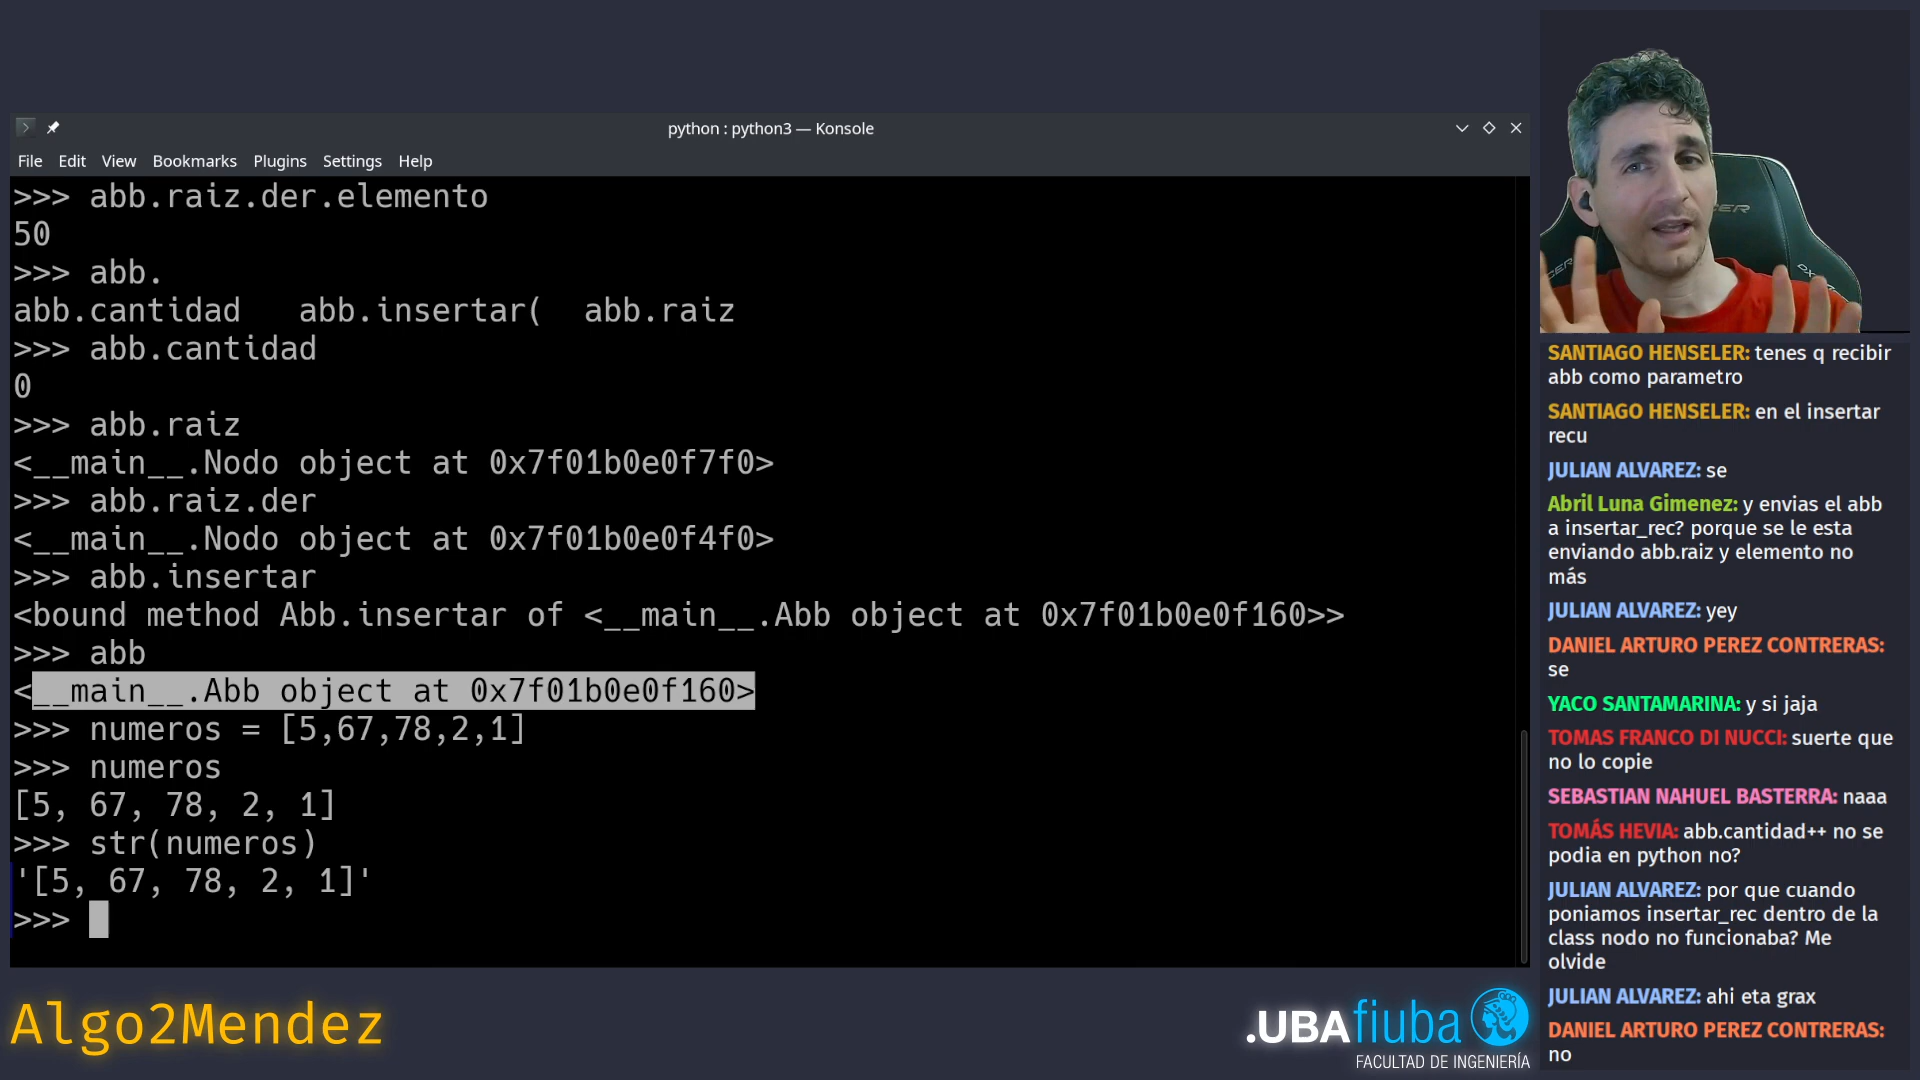 python : python3 — Konsole
File Edit View Bookmarks Plugins Settings Help
>>> abb.raiz.der.elemento
50
>>> abb.
abb.cantidad abb.insertar( abb.raiz
>>> abb.cantidad
0
>>> abb.raiz
<__main__.Nodo object at 0x7f01b0e0f7f0>
>>> abb.raiz.der
<__main__.Nodo object at 0x7f01b0e0f4f0>
>>> abb.insertar
<bound method Abb.insertar of <__main__.Abb object at 0x7f01b0e0f160>>
>>> abb
<__main__.Abb object at 0x7f01b0e0f160>
>>> numeros = [5,67,78,2,1]
>>> numeros
[5, 67, 78, 2, 1]
>>> str(numeros)
'[5, 67, 78, 2, 1]'
>>>
SANTIAGO HENSELER: tenes q recibir
abb como parametro
SANTIAGO HENSELER: en el insertar
recu
JULIAN ALVAREZ: se
Abril Luna Gimenez: y envias el abb
a insertar_rec? porque se le esta
enviando abb.raiz y elemento no
más
JULIAN ALVAREZ: yey
DANIEL ARTURO PEREZ CONTRERAS:
se
YACO SANTAMARINA: y si jaja
TOMAS FRANCO DI NUCCI: suerte que
no lo copie
SEBASTIAN NAHUEL BASTERRA: naaa
TOMÁS HEVIA: abb.cantidad++ no se
podia en python no?
JULIAN ALVAREZ: por que cuando
poniamos insertar_rec dentro de la
class nodo no funcionaba? Me
olvide
JULIAN ALVAREZ: ahi eta grax
DANIEL ARTURO PEREZ CONTRERAS:
no
Algo2Mendez
.UBAfiuba
FACULTAD DE INGENIERÍA